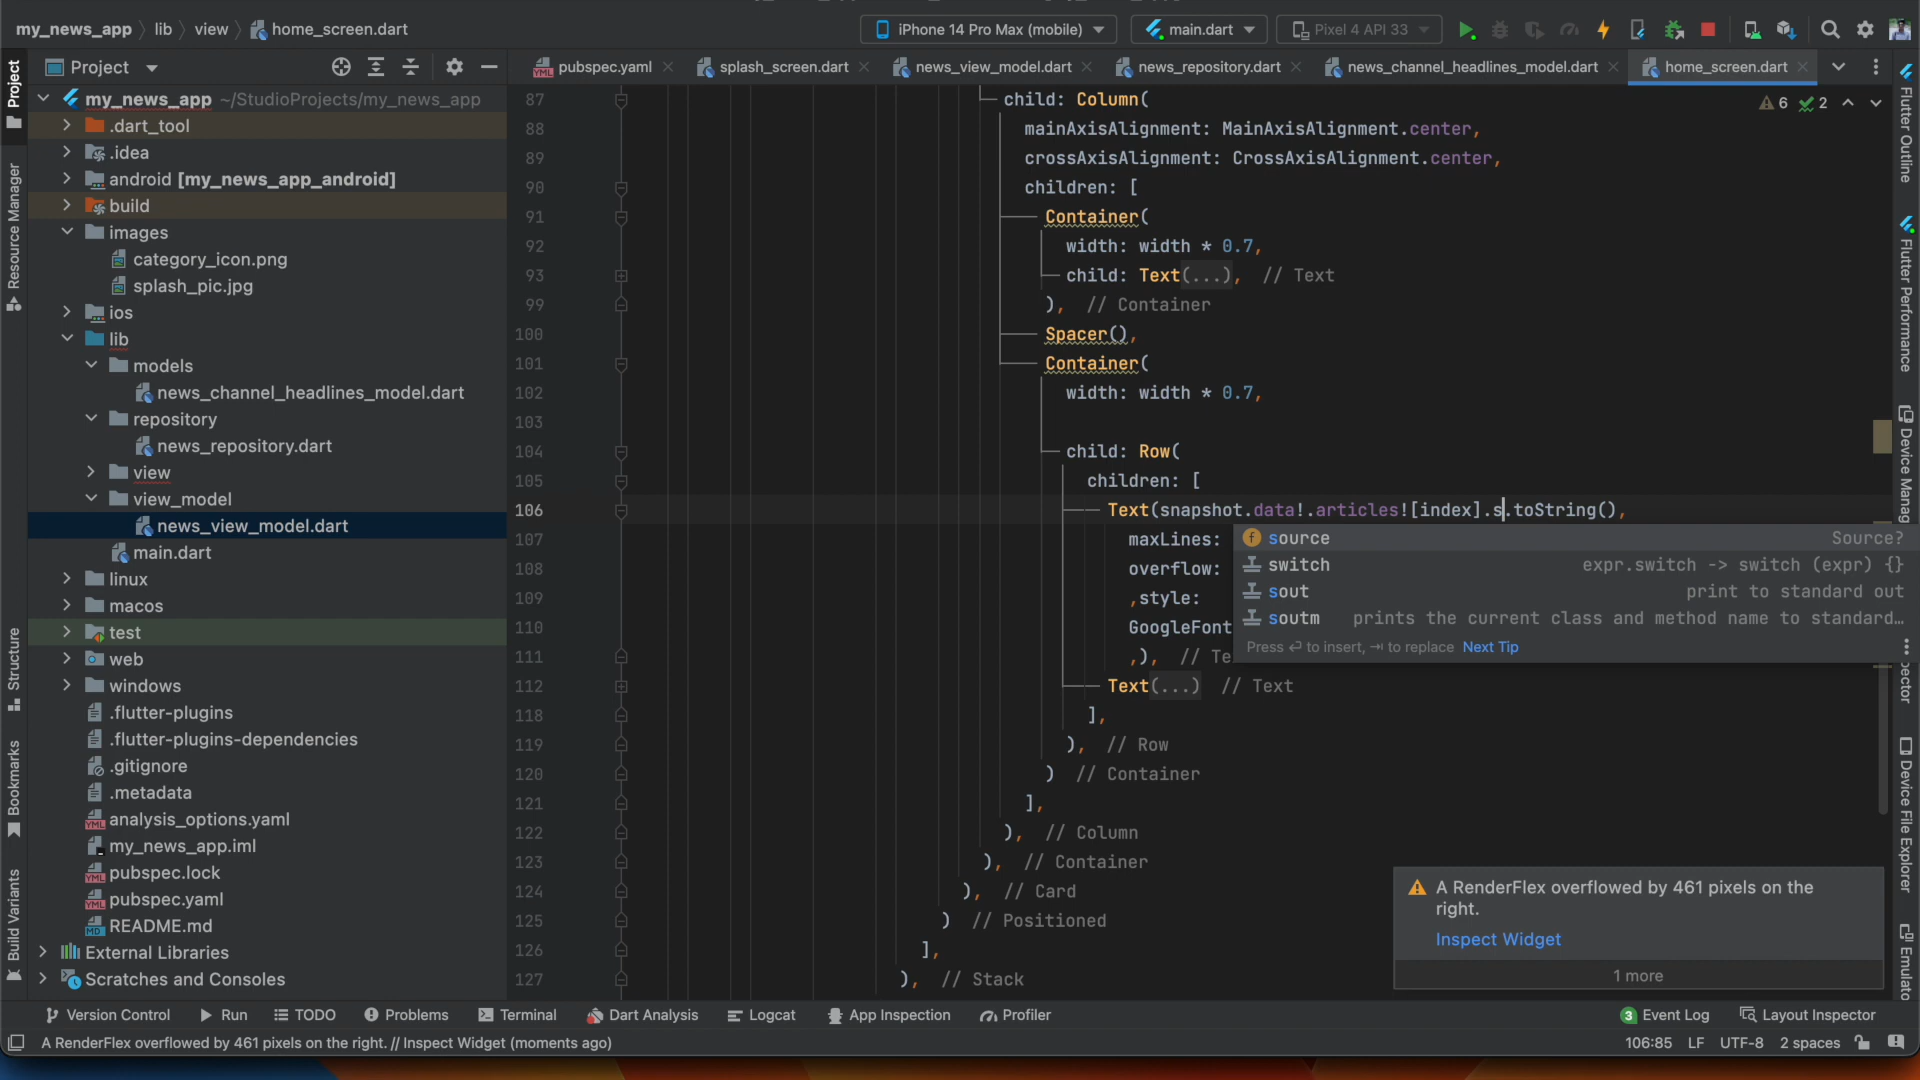 my_news_app
lib
view
home_screen.dart
iPhone 14 Pro Max (mobile)
main.dart
Pixel 4 API 33
Project
pubspec.yaml
splash_screen.dart
news_view_model.dart
news_repository.dart
news_channel_headlines_model.dart
home_screen.dart
Project
Resource Manager
Structure
Bookmarks
Build Variants
my_news_app ~/StudioProjects/my_news_app
.dart_tool
.idea
android [my_news_app_android]
build
images
category_icon.png
splash_pic.jpg
ios
lib
models
news_channel_headlines_model.dart
repository
news_repository.dart
view
view_model
news_view_model.dart
main.dart
linux
macos
test
web
windows
.flutter-plugins
.flutter-plugins-dependencies
.gitignore
.metadata
analysis_options.yaml
my_news_app.iml
pubspec.lock
pubspec.yaml
README.md
External Libraries
Scratches and Consoles
6 2
87 child: Column(
88 mainAxisAlignment: MainAxisAlignment.center,
89 crossAxisAlignment: CrossAxisAlignment.center,
90 children: [
91 Container(
92 width: width * 0.7,
93 child: Text(...), // Text
99 ), // Container
100 Spacer(),
101 Container(
102 width: width * 0.7,
103
104 child: Row(
105 children: [
106 Text(snapshot.data!.articles![index].s.toString(),
107 maxLines:
108 overflow:
109 ,style:
110 GoogleFont
111 ,), // Te
112 Text(...) // Text
118 ],
119 ), // Row
120 ) // Container
121 ],
122 ), // Column
123 ), // Container
124 ), // Card
125 ) // Positioned
126 ],
127 ), // Stack
source Source?
switch expr.switch -> switch (expr) {}
sout print to standard out
soutm prints the current class and method name to standard…
Press ↩ to insert, ⇥ to replace Next Tip
A RenderFlex overflowed by 461 pixels on the
right.
Inspect Widget
1 more
Flutter Outline
Flutter Performance
Device Manag
pector
Device File Explorer
Emulato
Version Control
Run
TODO
Problems
Terminal
Dart Analysis
Logcat
App Inspection
Profiler
3 Event Log
Layout Inspector
A RenderFlex overflowed by 461 pixels on the right. // Inspect Widget (moments ago)
106:85 LF UTF-8 2 spaces